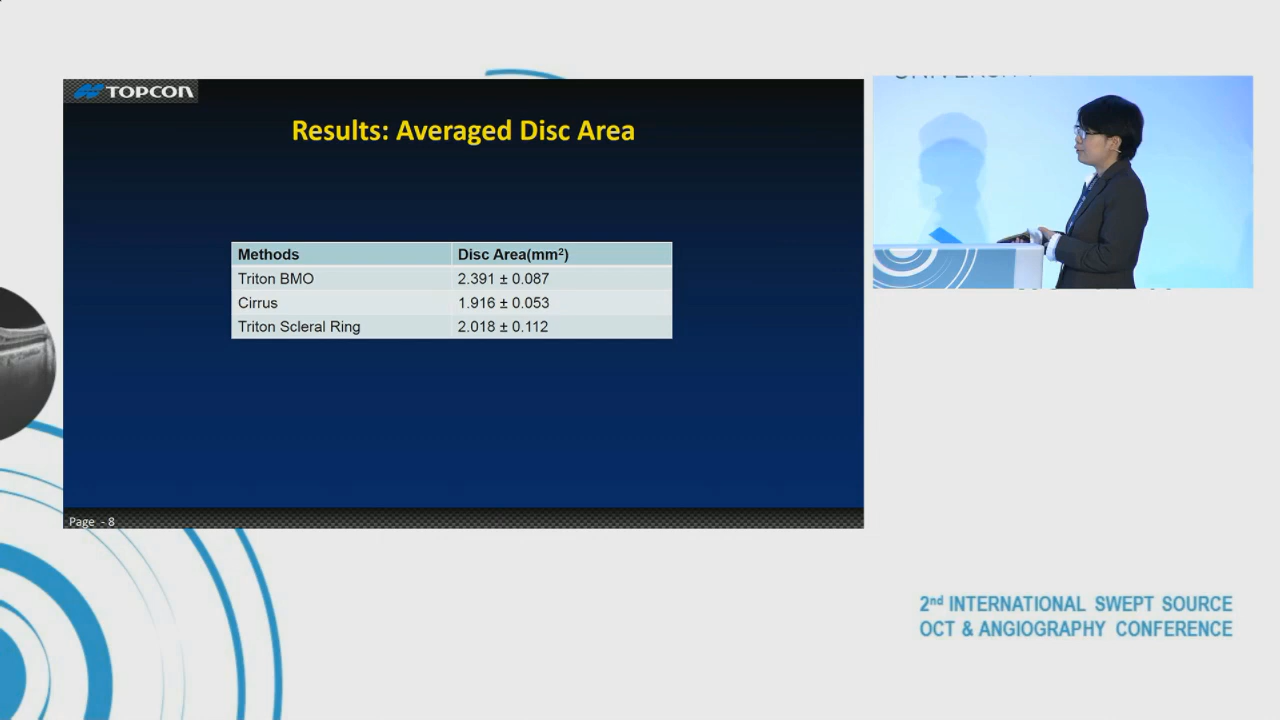 TOPCON
Results: Averaged Disc Area
Methods Disc Area(mm²)
Triton BMO 2.391 ± 0.087
Cirrus 1.916 ± 0.053
Triton Scleral Ring 2.018 ± 0.112
Page - 8
2nd INTERNATIONAL SWEPT SOURCE
OCT & ANGIOGRAPHY CONFERENCE